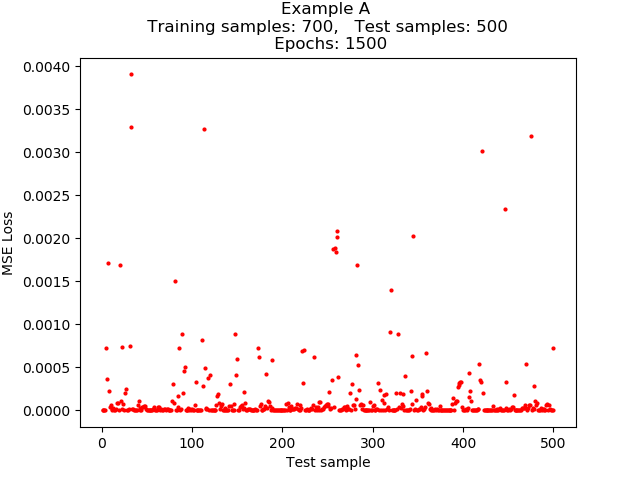 Example A
Training samples: 700,   Test samples: 500
Epochs: 1500
0.0040
0.0035
0.0030
0.0025
0.0020
0.0015
0.0010
0.0005
0.0000
MSE Loss
0 100 200 300 400 500
Test sample